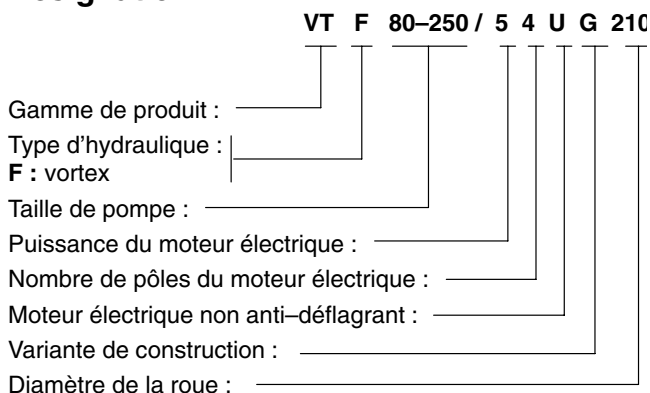 VT F 80–250 / 5 4 U G 210
Gamme de produit :
Type d'hydraulique :
F : vortex
Taille de pompe :
Puissance du moteur électrique :
Nombre de pôles du moteur électrique :
Moteur électrique non anti–déflagrant :
Variante de construction :
Diamètre de la roue :